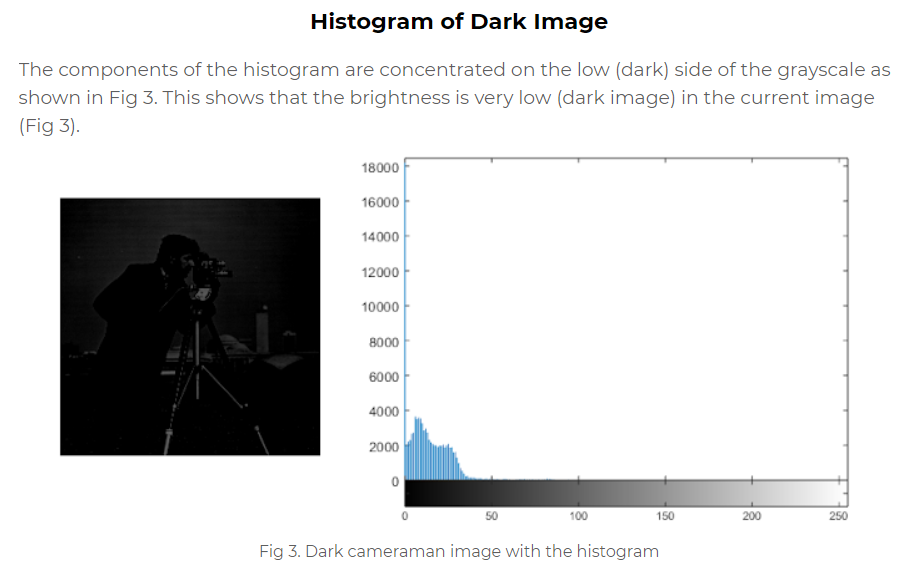 Histogram of Dark Image
The components of the histogram are concentrated on the low (dark) side of the grayscale as
shown in Fig 3. This shows that the brightness is very low (dark image) in the current image
(Fig 3).
18000
16000
14000
12000
10000
8000
6000
4000
2000
0
0 50 100 150 200 250
Fig 3. Dark cameraman image with the histogram